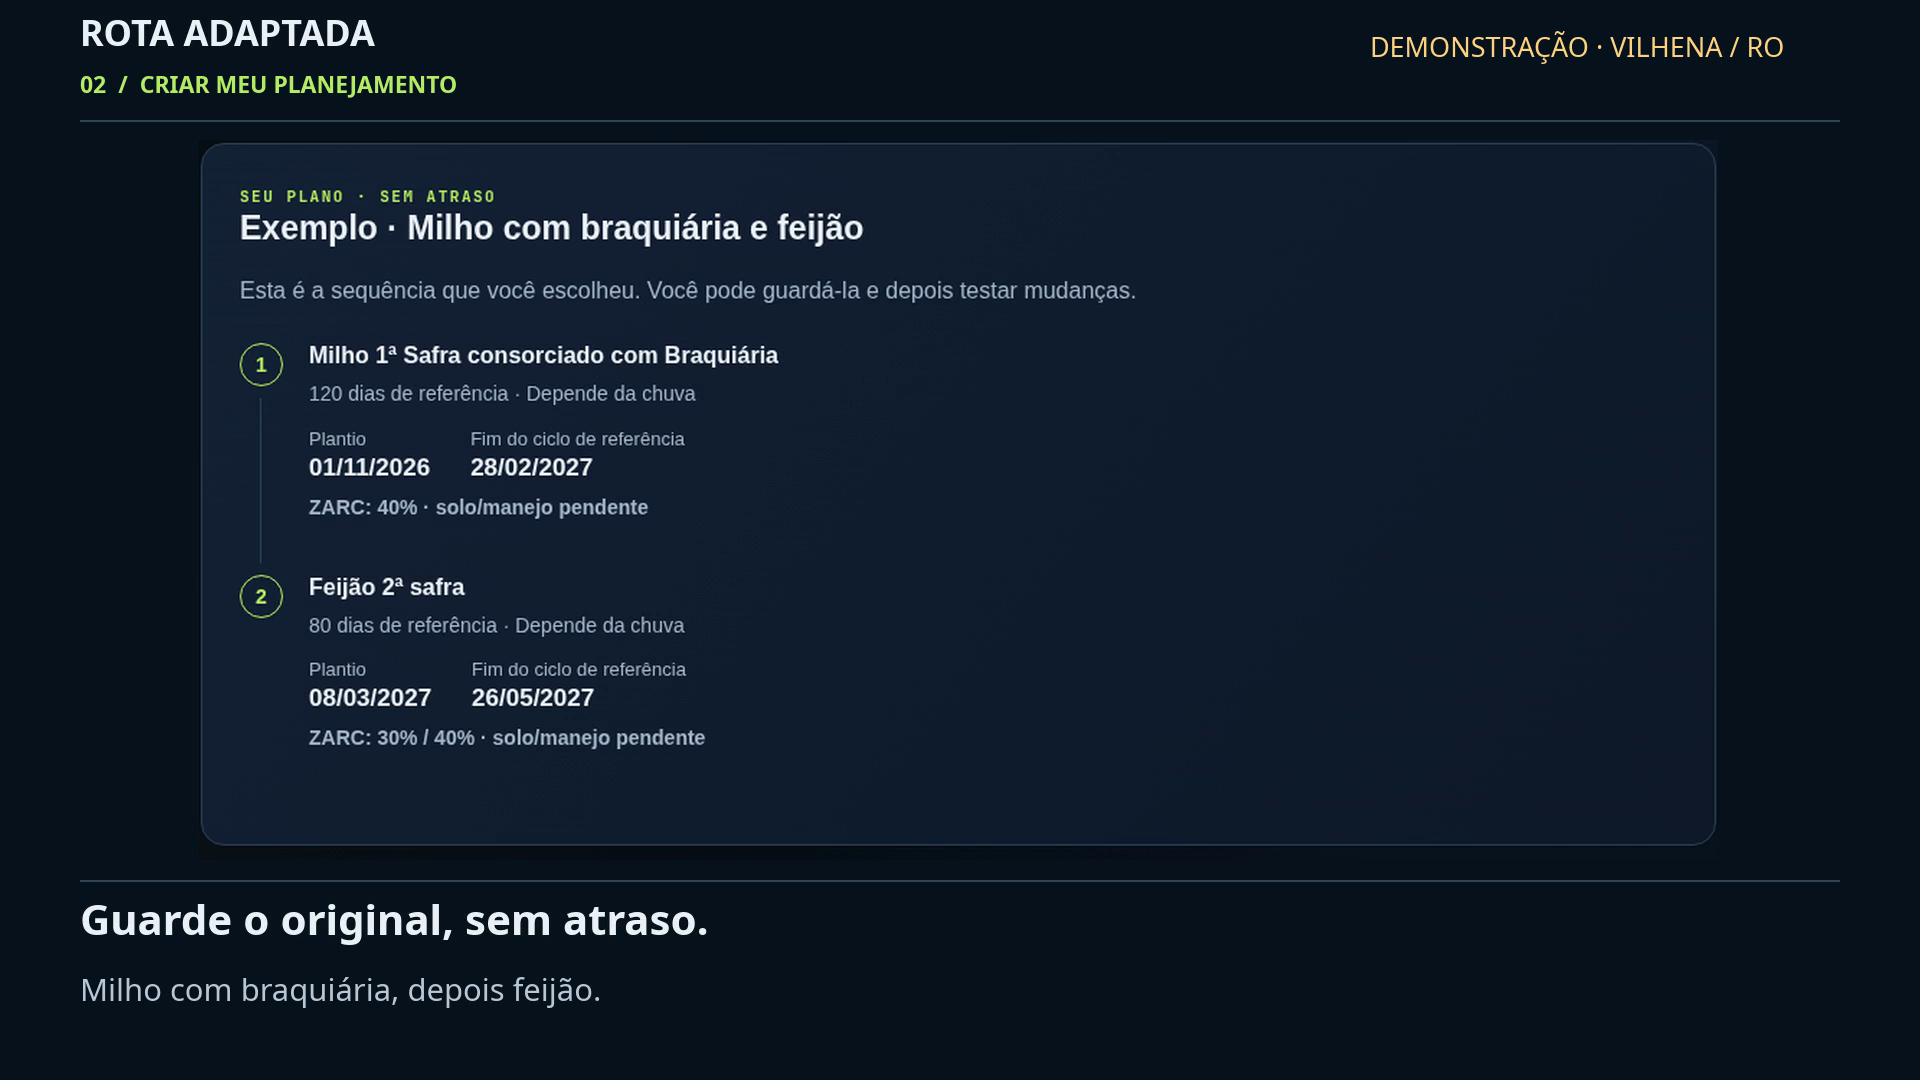 ROTA ADAPTADA
DEMONSTRAÇÃO · VILHENA / RO
02 / CRIAR MEU PLANEJAMENTO
SEU PLANO · SEM ATRASO
Exemplo · Milho com braquiária e feijão
Esta é a sequência que você escolheu. Você pode guardá-la e depois testar mudanças.
1
Milho 1ª Safra consorciado com Braquiária
120 dias de referência · Depende da chuva
Plantio Fim do ciclo de referência
01/11/2026 28/02/2027
ZARC: 40% · solo/manejo pendente
2
Feijão 2ª safra
80 dias de referência · Depende da chuva
Plantio Fim do ciclo de referência
08/03/2027 26/05/2027
ZARC: 30% / 40% · solo/manejo pendente
Guarde o original, sem atraso.
Milho com braquiária, depois feijão.